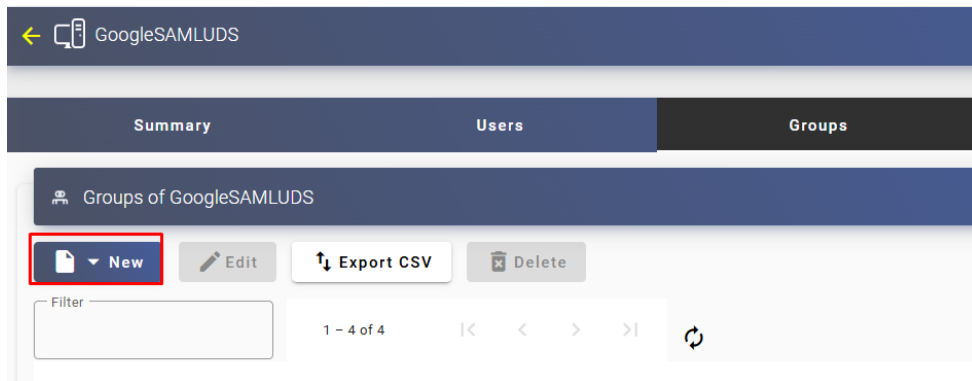 GoogleSAMLUDS
Summary Users Groups
Groups of GoogleSAMLUDS
New Edit Export CSV Delete
Filter
1 – 4 of 4